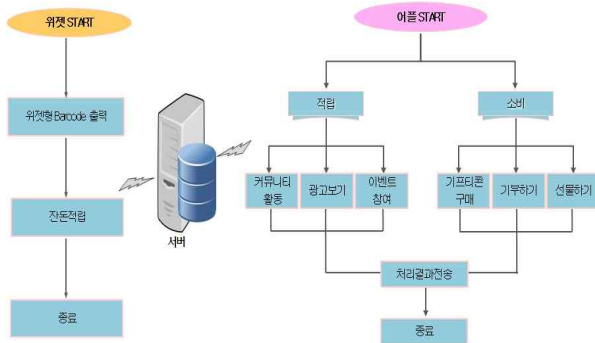 위젯 START
위젯형 Barcode 출력
잔돈적립
종료
서버
어플 START
적립
소비
커뮤니티
활동
광고보기
이벤트
참여
기프티콘
구매
기부하기
선물하기
처리결과전송
종료